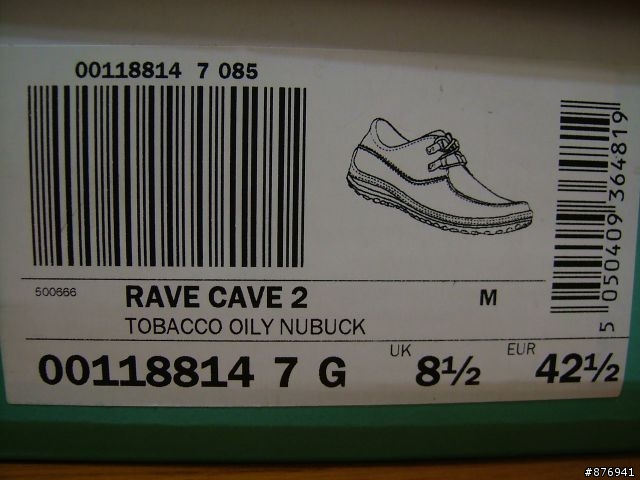 00118814 7 085
5 050409 364819
500666
RAVE CAVE 2
M
TOBACCO OILY NUBUCK
00118814 7 G
UK 8½
EUR 42½
#876941